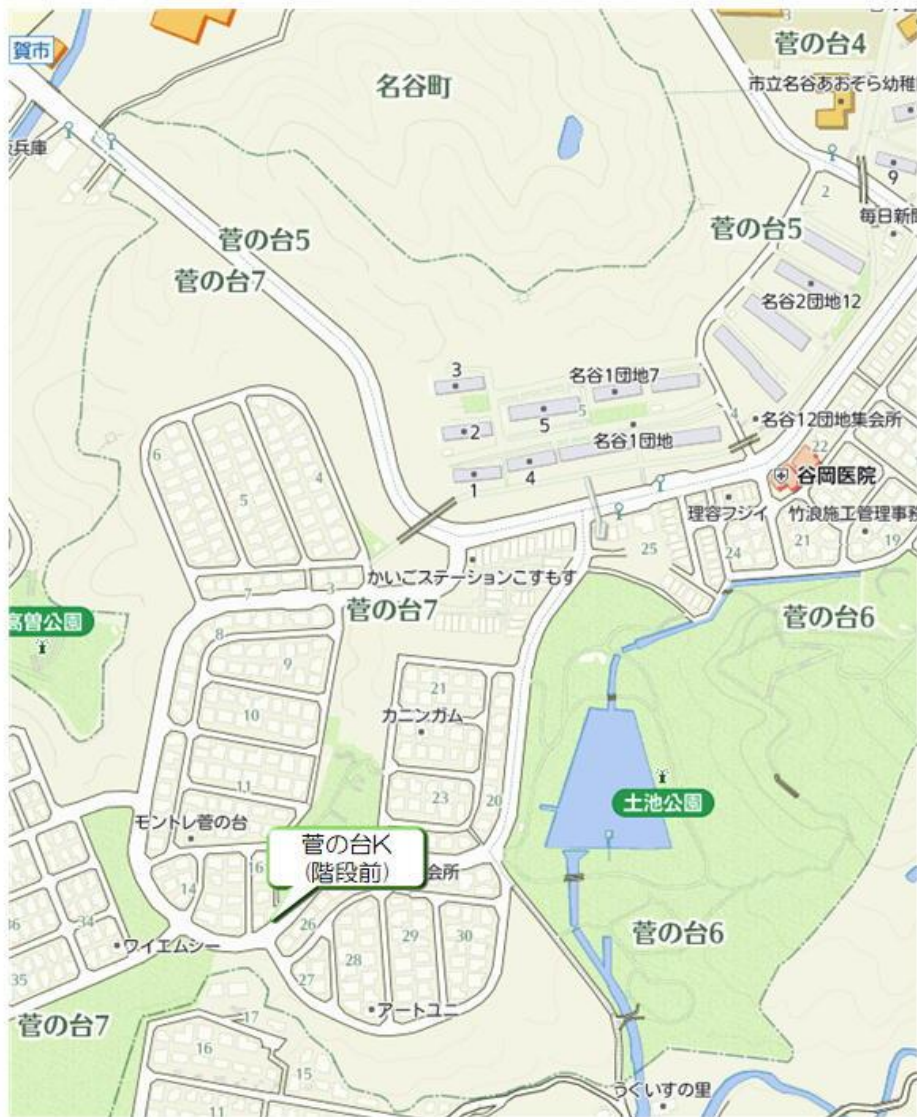 3
菅の台4
賀市
名谷町
市立名谷あおぞら幼稚
兵庫
9
2
毎日新聞
菅の台5
菅の台5
菅の台7
名谷2団地12
3
名谷1団地7
5
5
2
名谷1団地
4
名谷12団地集会所
22
1
4
谷岡医院
6
5
4
理容フジイ
竹浪施工管理事務
25
24
21
19
かいごステーションこすもす
7
3
菅の台7
菅の台6
高曽公園
8
9
21
10
カニンガム
11
23
20
土池公園
モントレ菅の台
菅の台K
(階段前)
会所
14
16
26
29
30
菅の台6
36
34
ワイエムシー
28
35
27
アートユニ
菅の台7
17
16
15
うぐいすの里
11